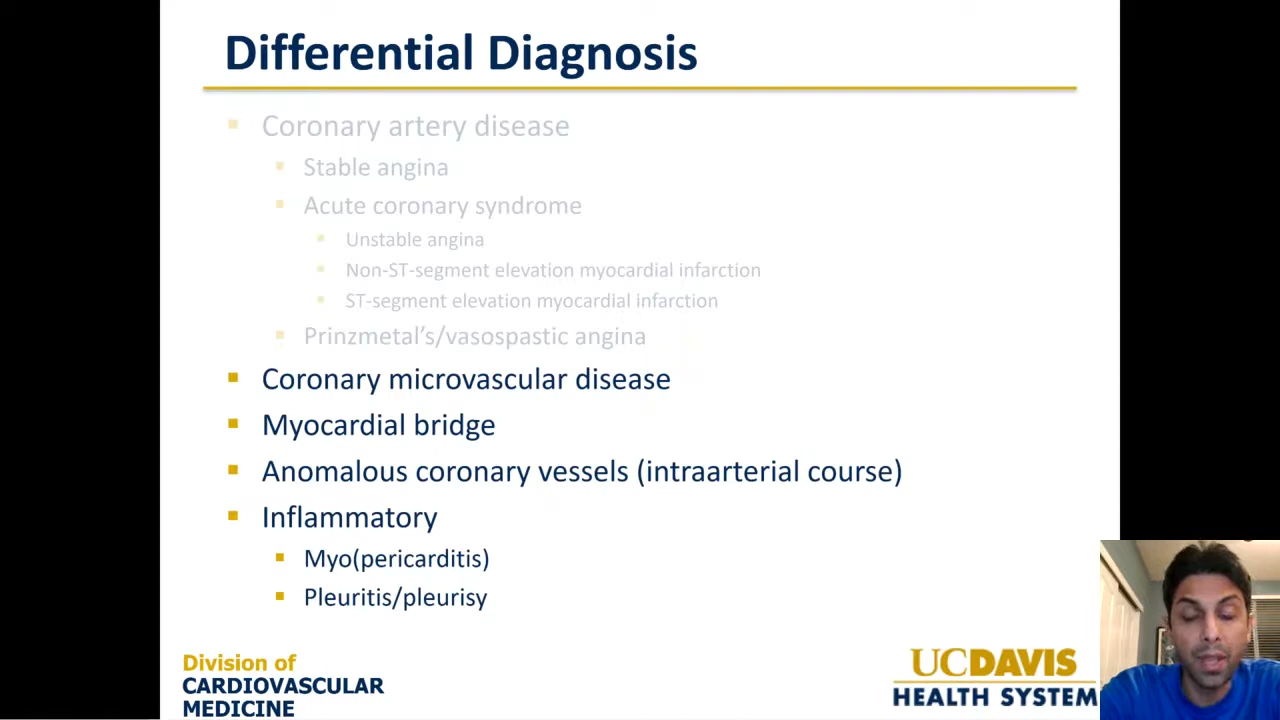 Differential Diagnosis
Coronary artery disease
Stable angina
Acute coronary syndrome
Unstable angina
Non-ST-segment elevation myocardial infarction
ST-segment elevation myocardial infarction
Prinzmetal's/vasospastic angina
Coronary microvascular disease
Myocardial bridge
Anomalous coronary vessels (intraarterial course)
Inflammatory
Myo(pericarditis)
Pleuritis/pleurisy
Division of
CARDIOVASCULAR
MEDICINE
UCDAVIS
HEALTH SYSTEM